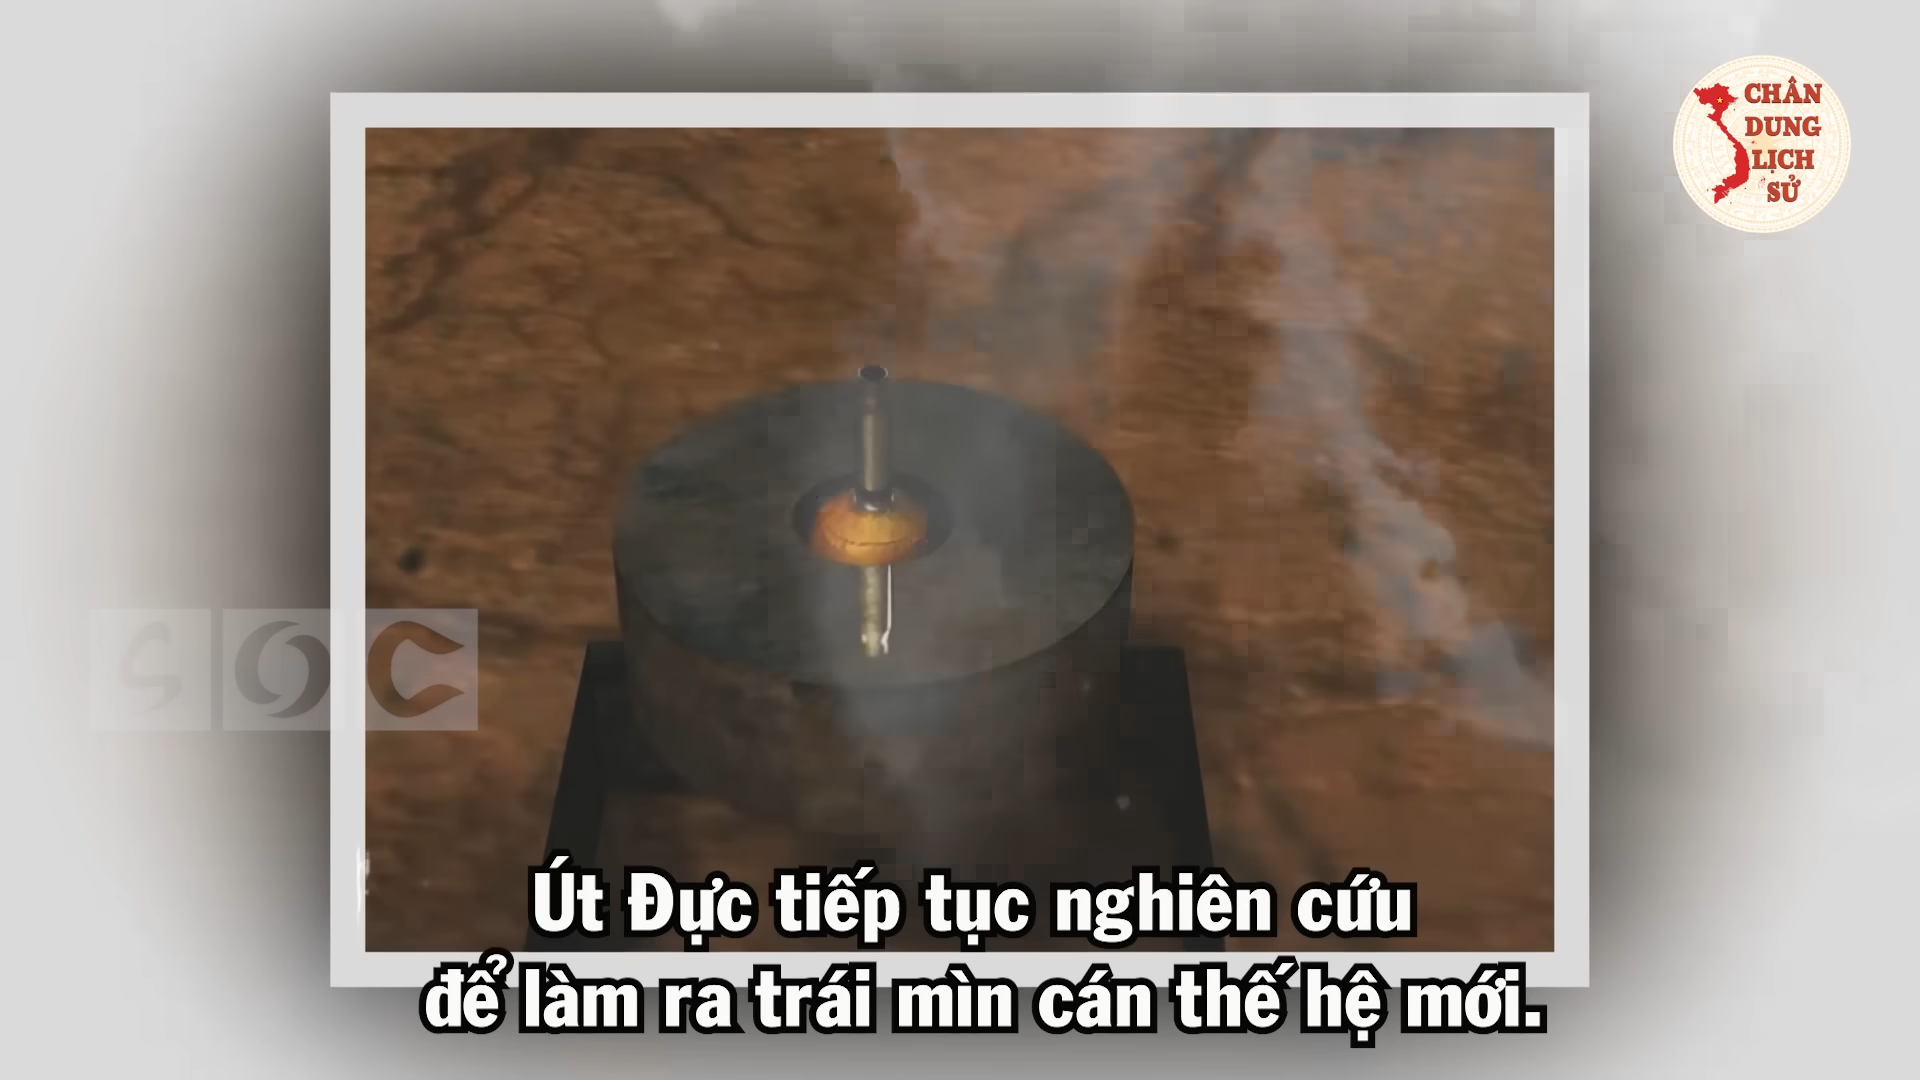 CHÂN
DUNG
LỊCH
SỬ
SOC
Út Đực tiếp tục nghiên cứu
để làm ra trái mìn cán thế hệ mới.